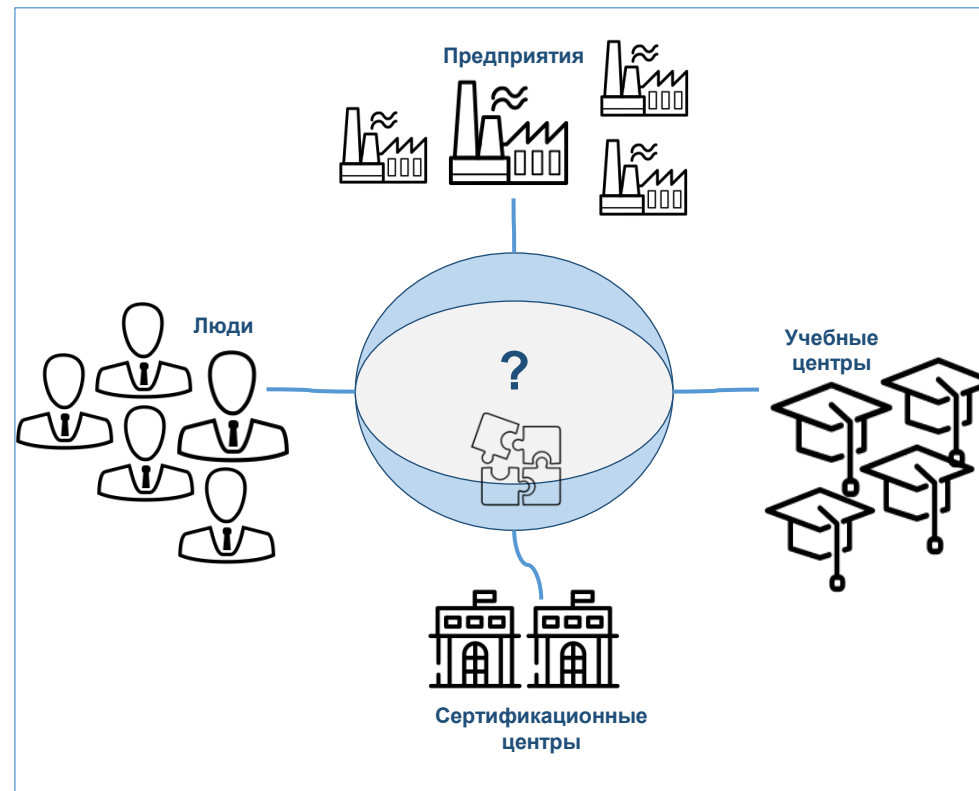 Предприятия
Люди
Учебные
центры
?
Сертификационные
центры